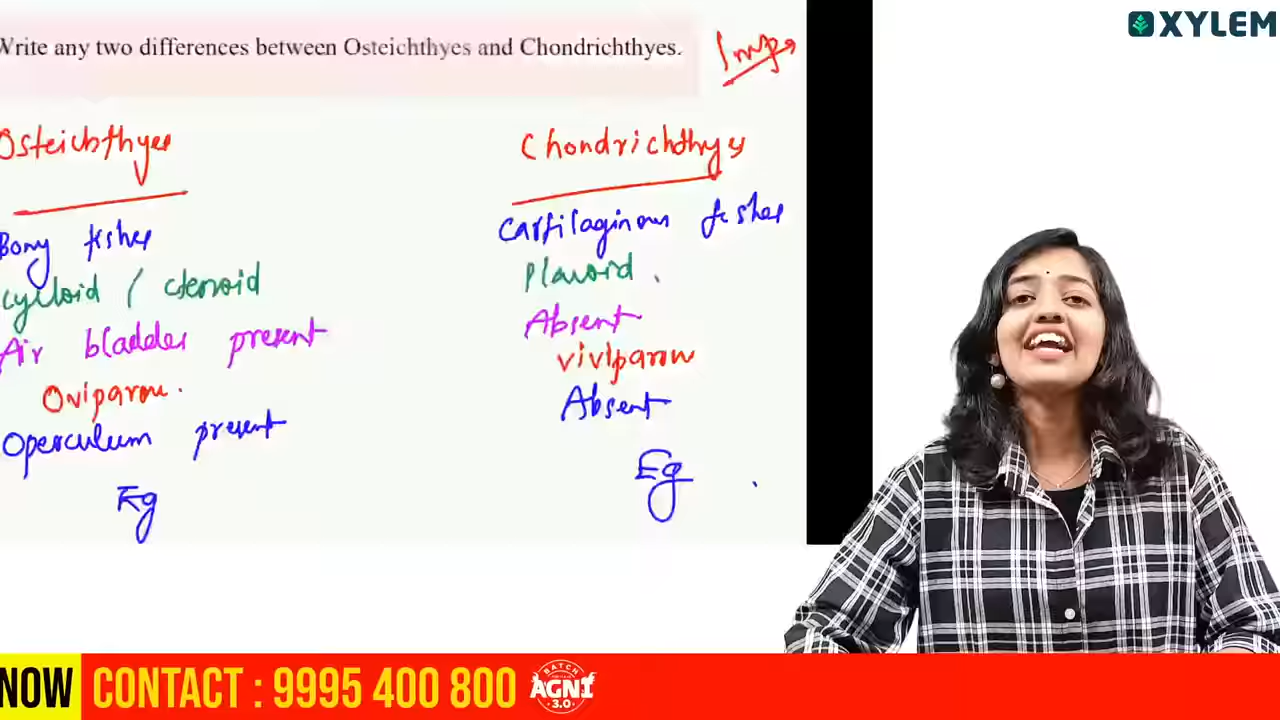 XYLEM
Write any two differences between Osteichthyes and Chondrichthyes.
Imp
Osteichthyes
Chondrichthyes
Bony fishes
Cartilaginous fishes
cycloid / ctenoid
Placoid.
Air bladder present
Absent
Oviparous.
viviparous
Operculum present
Absent
Eg
Eg
NOW
CONTACT : 9995 400 800
BATCH
AGNI
3.0